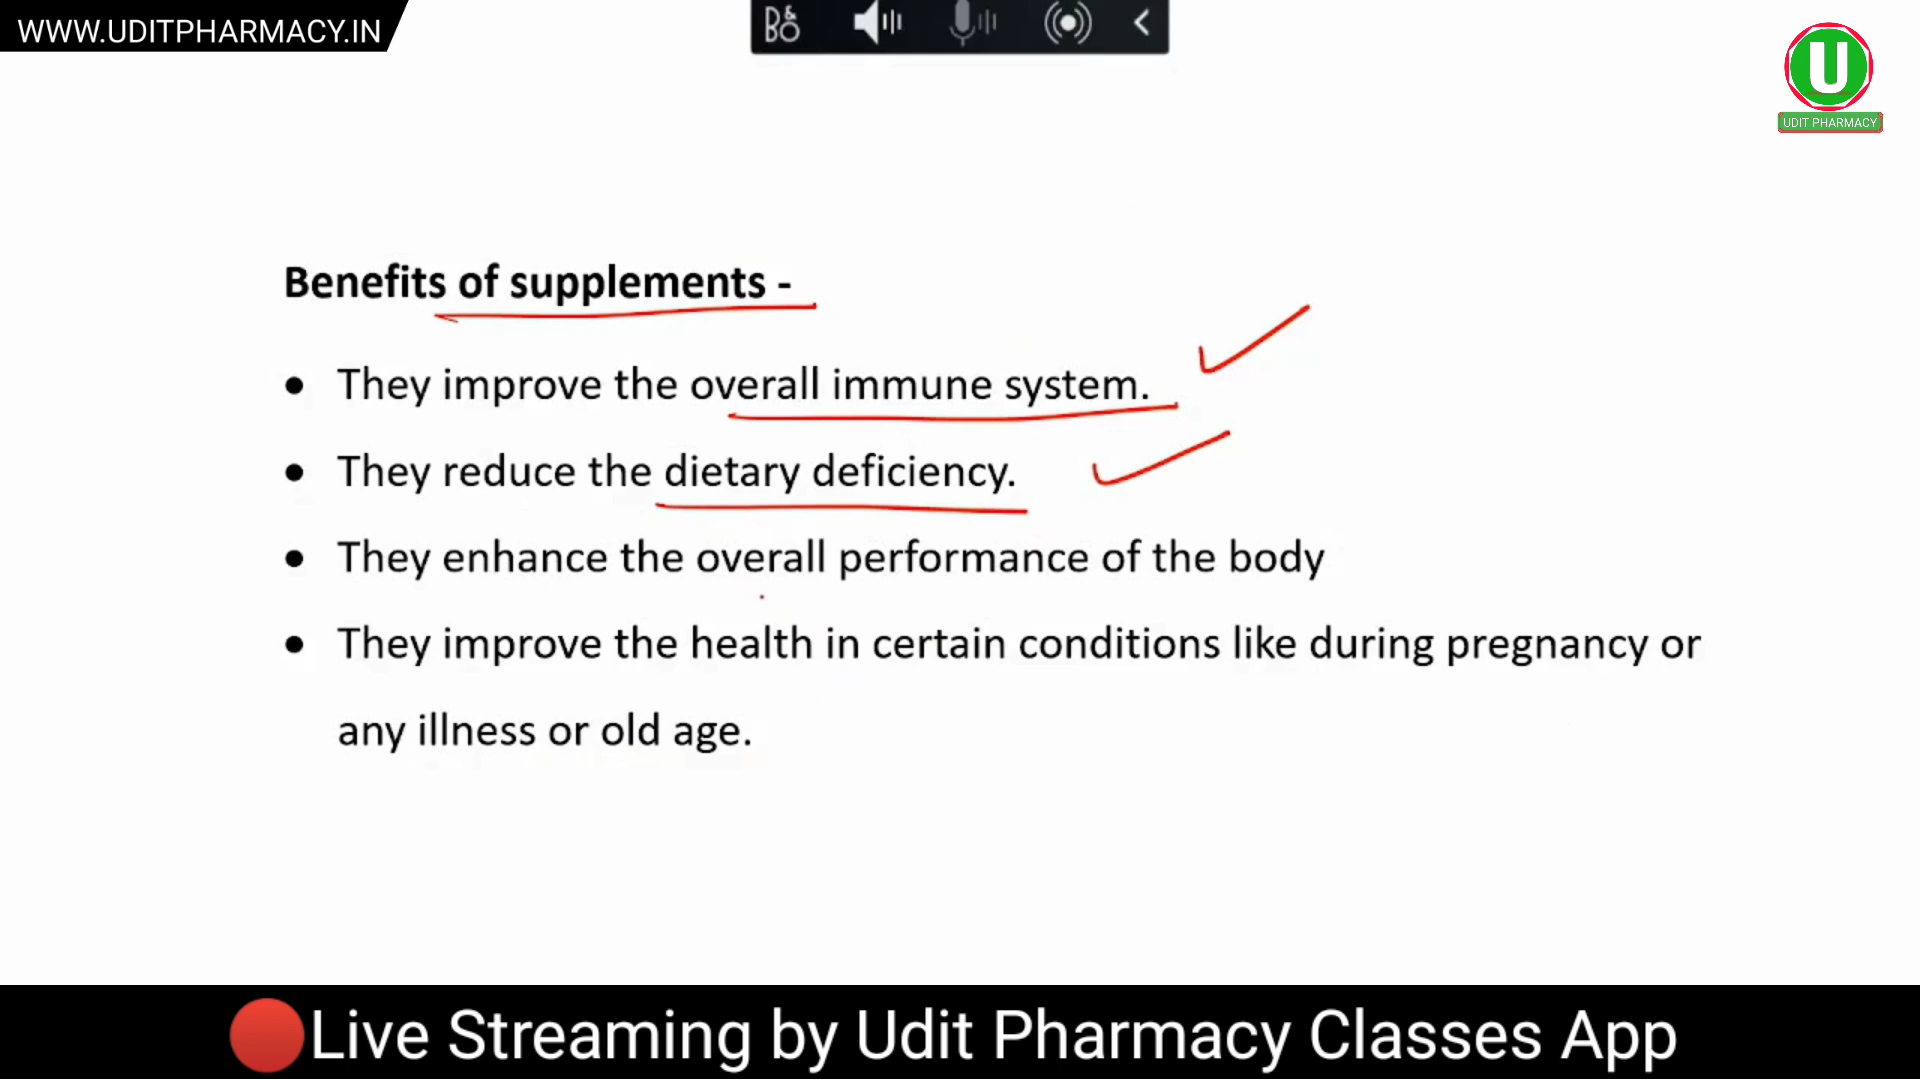 WWW.UDITPHARMACY.IN
U
UDIT PHARMACY
Benefits of supplements -
• They improve the overall immune system.
• They reduce the dietary deficiency.
• They enhance the overall performance of the body
• They improve the health in certain conditions like during pregnancy or
any illness or old age.
Live Streaming by Udit Pharmacy Classes App